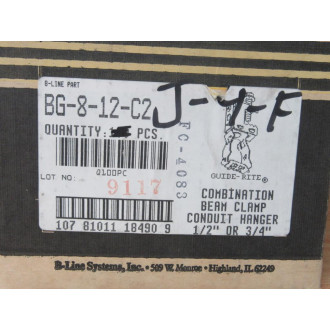 B-LINE PART
BG-8-12-C2
J-4-F
QUANTITY: PCS.
FC-4083
0100PC
LOT NO:
9117
GUIDE-RITE
COMBINATION
BEAM CLAMP
CONDUIT HANGER
1/2" OR 3/4"
107 81011 18490 9
B-Line Systems, Inc. • 509 W. Monroe • Highland, IL 62249